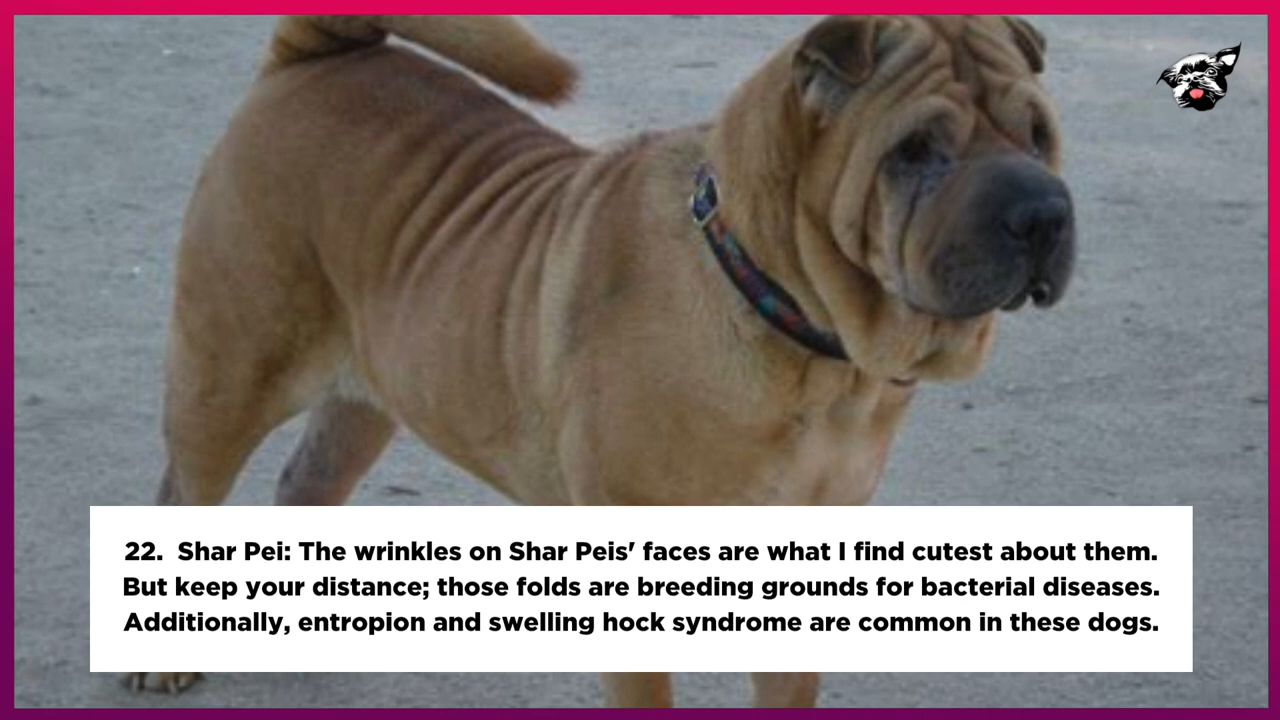 22.  Shar Pei: The wrinkles on Shar Peis' faces are what I find cutest about them.
But keep your distance; those folds are breeding grounds for bacterial diseases.
Additionally, entropion and swelling hock syndrome are common in these dogs.